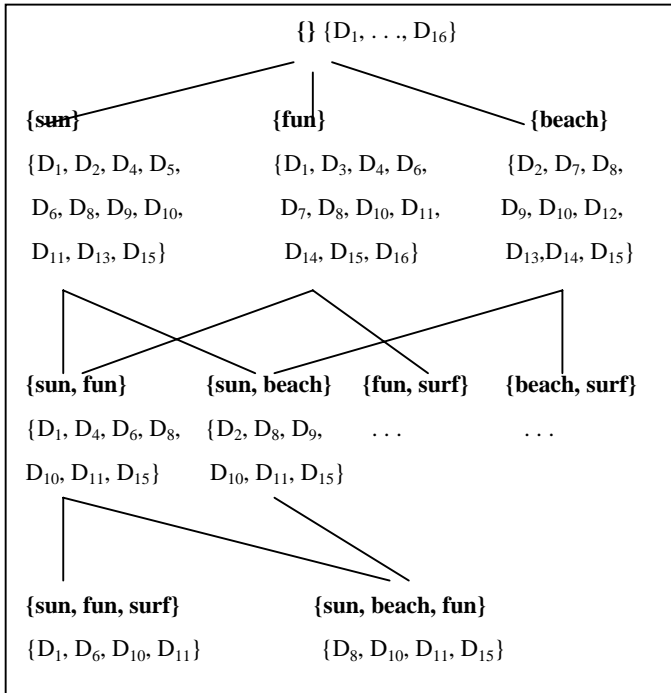 {} {D₁, . . ., D₁₆}
{sun} {fun} {beach}
{D₁, D₂, D₄, D₅, {D₁, D₃, D₄, D₆, {D₂, D₇, D₈,
D₆, D₈, D₉, D₁₀, D₇, D₈, D₁₀, D₁₁, D₉, D₁₀, D₁₂,
D₁₁, D₁₃, D₁₅} D₁₄, D₁₅, D₁₆} D₁₃,D₁₄, D₁₅}
{sun, fun} {sun, beach} {fun, surf} {beach, surf}
{D₁, D₄, D₆, D₈, {D₂, D₈, D₉, . . . . . .
D₁₀, D₁₁, D₁₅} D₁₀, D₁₁, D₁₅}
{sun, fun, surf} {sun, beach, fun}
{D₁, D₆, D₁₀, D₁₁} {D₈, D₁₀, D₁₁, D₁₅}